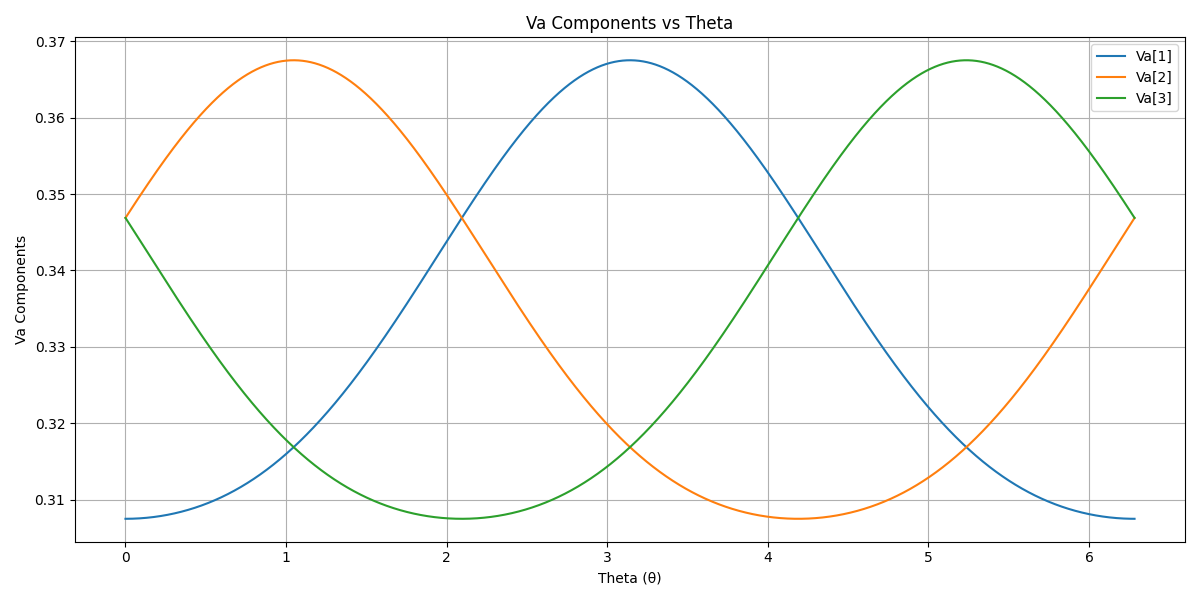 Va Components vs Theta
0.37
0.36
0.35
0.34
0.33
0.32
0.31
Va Components
Va[1]
Va[2]
Va[3]
0 1 2 3 4 5 6
Theta (θ)